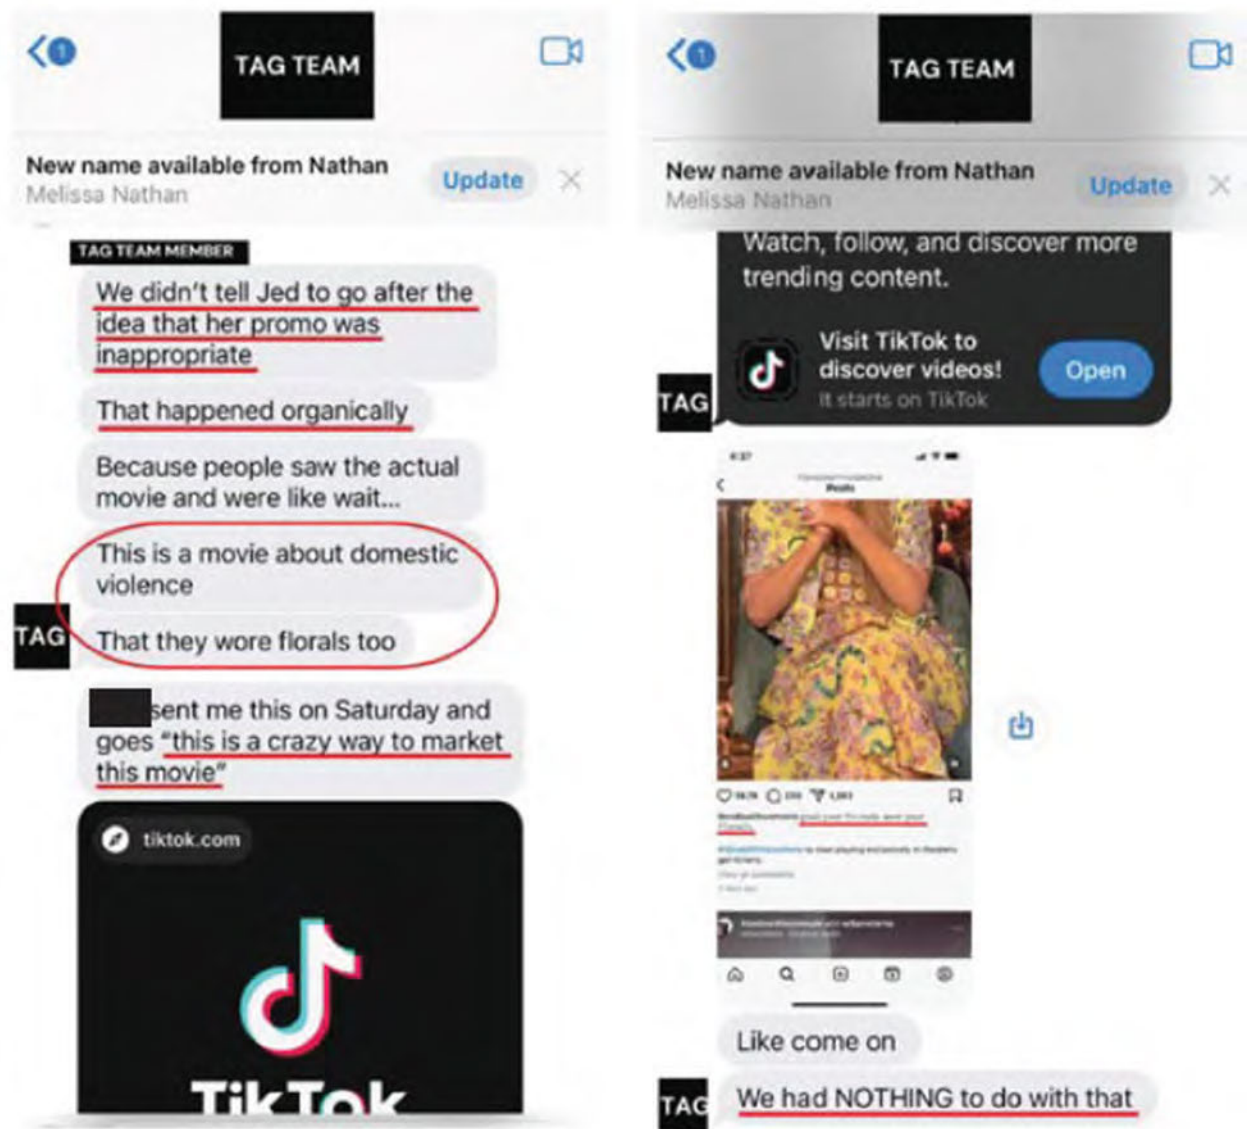 1
TAG TEAM
New name available from Nathan
Melissa Nathan
Update
TAG TEAM MEMBER
We didn't tell Jed to go after the
idea that her promo was
inappropriate
That happened organically
Because people saw the actual
movie and were like wait...
This is a movie about domestic
violence
TAG
That they wore florals too
sent me this on Saturday and
goes "this is a crazy way to market
this movie"
tiktok.com
TikTok
1
TAG TEAM
New name available from Nathan
Melissa Nathan
Update
Watch, follow, and discover more
trending content.
Visit TikTok to
discover videos!
It starts on TikTok
Open
TAG
Posts
Like come on
TAG
We had NOTHING to do with that